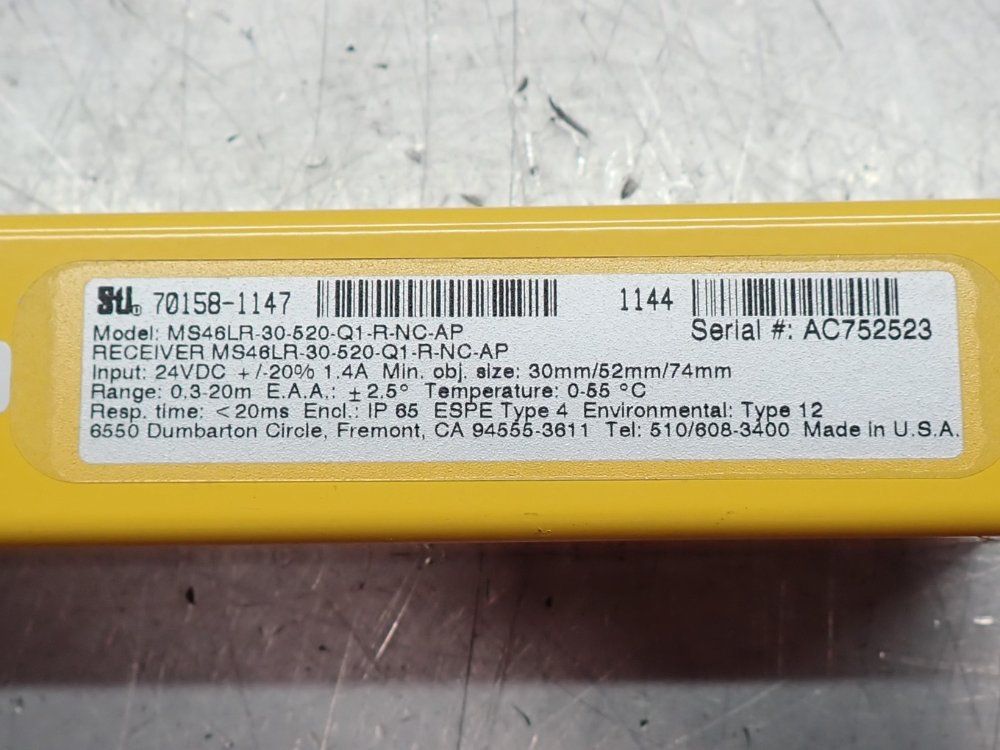 STI 70158-1147 1144
Serial #: AC752523
Model: MS46LR-30-520-Q1-R-NC-AP
RECEIVER MS46LR-30-520-Q1-R-NC-AP
Input: 24VDC +/-20% 1.4A Min. obj. size: 30mm/52mm/74mm
Range: 0.3-20m E.A.A.: ±2.5° Temperature: 0-55 °C
Resp. time: <20ms Encl.: IP 65 ESPE Type 4 Environmental: Type 12
6550 Dumbarton Circle, Fremont, CA 94555-3611 Tel: 510/608-3400 Made in U.S.A.